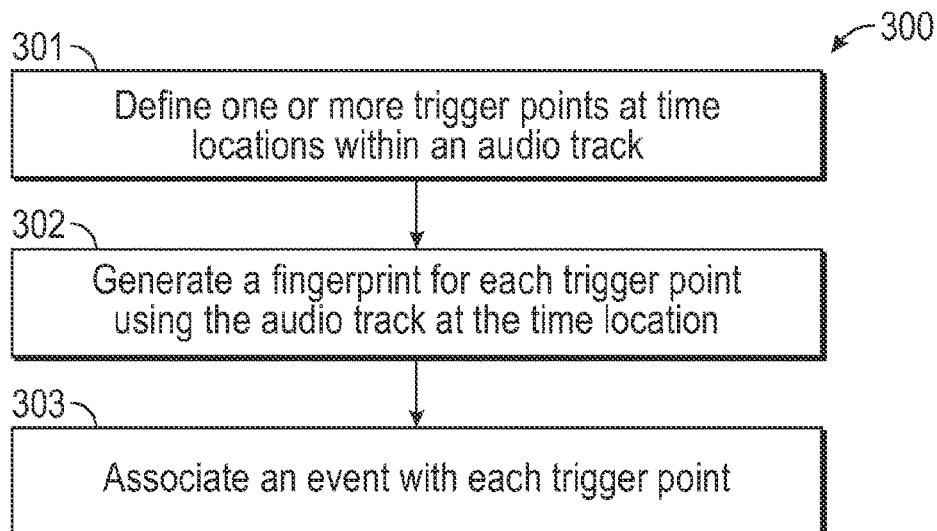 300
301
Define one or more trigger points at time
locations within an audio track
302
Generate a fingerprint for each trigger point
using the audio track at the time location
303
Associate an event with each trigger point